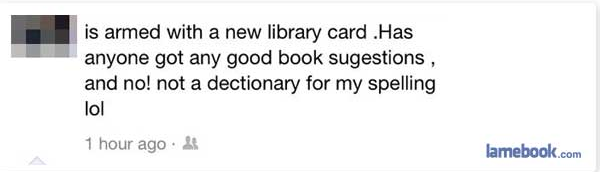 is armed with a new library card .Has
anyone got any good book sugestions ,
and no! not a dectionary for my spelling
lol
1 hour ago ·
lamebook.com